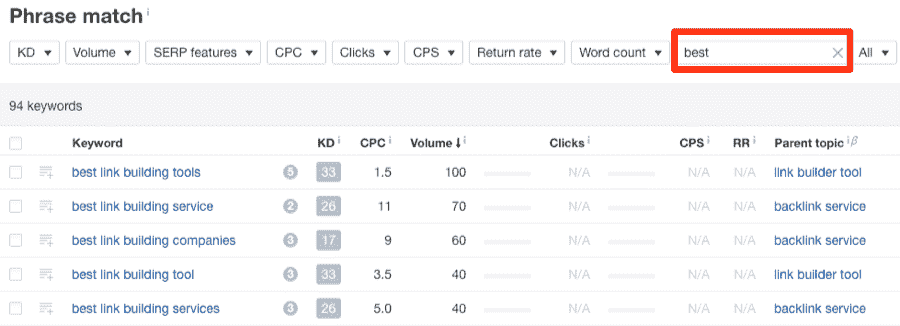 Phrase match i
KD Volume SERP features CPC Clicks CPS Return rate Word count best × All
94 keywords
Keyword KD i CPC i Volume ↓ i Clicks i CPS i RR i Parent topic i β
best link building tools 5 33 1.5 100 N/A N/A N/A link builder tool
best link building service 2 26 11 70 N/A N/A N/A backlink service
best link building companies 3 17 9 60 N/A N/A N/A backlink service
best link building tool 3 33 3.5 40 N/A N/A N/A link builder tool
best link building services 3 26 5.0 40 N/A N/A N/A backlink service